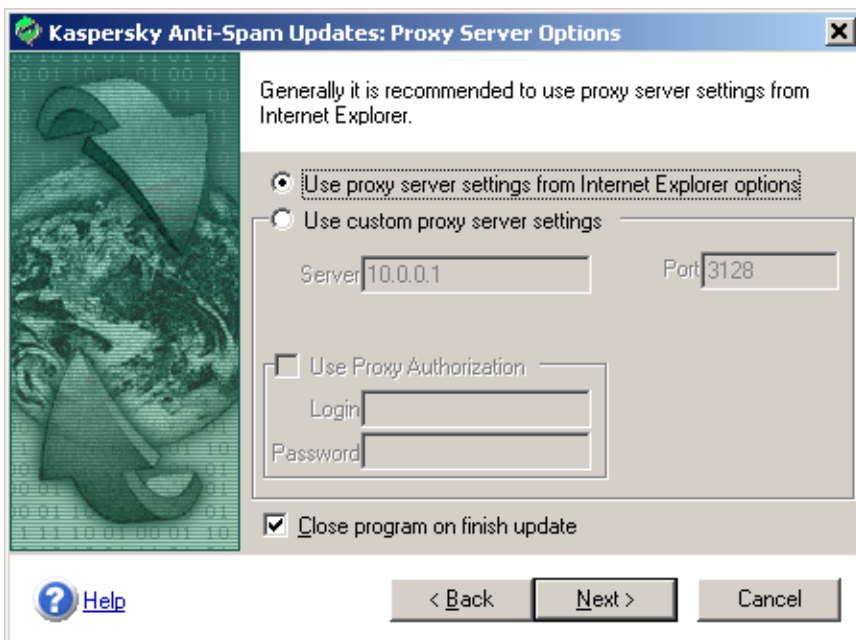 Kaspersky Anti-Spam Updates: Proxy Server Options
Generally it is recommended to use proxy server settings from
Internet Explorer.
Use proxy server settings from Internet Explorer options
Use custom proxy server settings
Server 10.0.0.1 Port 3128
Use Proxy Authorization
Login
Password
Close program on finish update
? Help < Back Next > Cancel